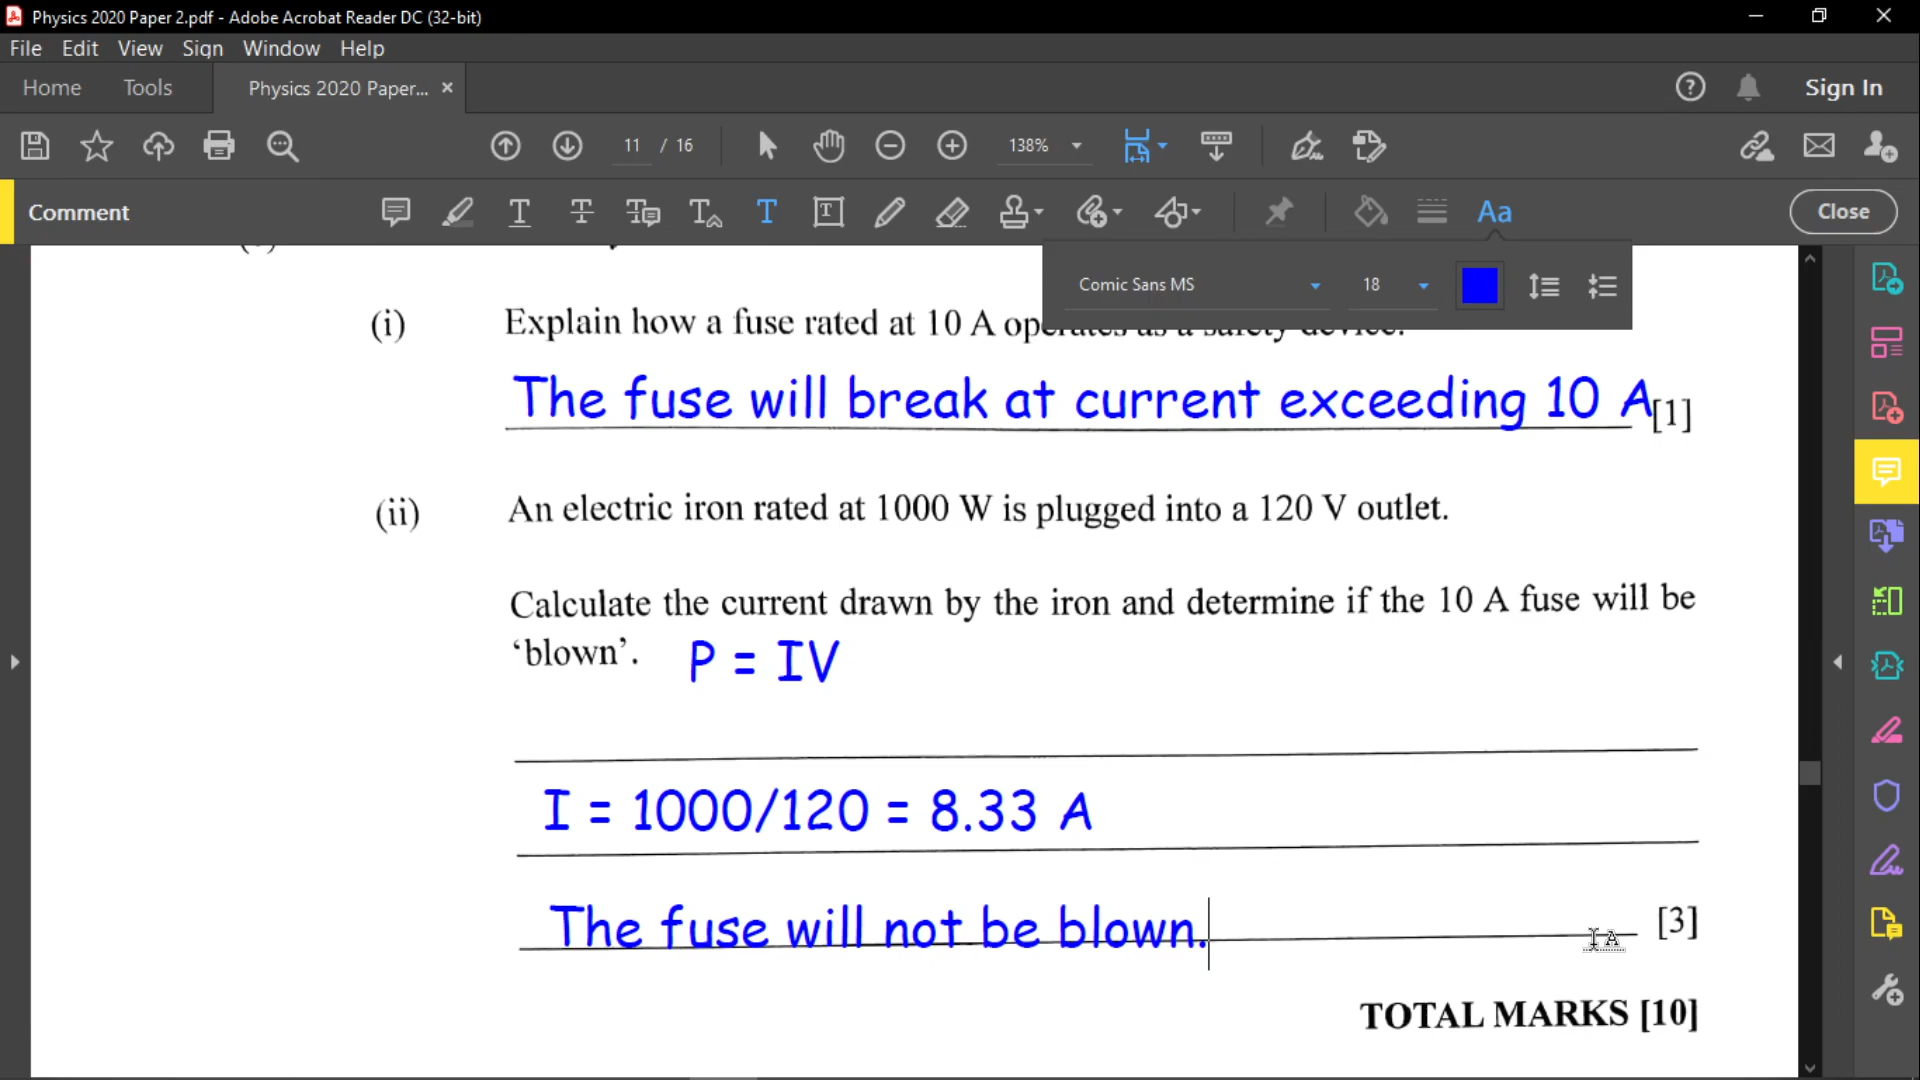 Physics 2020 Paper 2.pdf - Adobe Acrobat Reader DC (32-bit)
File Edit View Sign Window Help
Home Tools Physics 2020 Paper... × Sign In
11 / 16 138%
Comment Close
Comic Sans MS 18
(i) Explain how a fuse rated at 10 A operates as a safety device.
The fuse will break at current exceeding 10 A [1]
(ii) An electric iron rated at 1000 W is plugged into a 120 V outlet.
Calculate the current drawn by the iron and determine if the 10 A fuse will be
‘blown’. P = IV
I = 1000/120 = 8.33 A
The fuse will not be blown. [3]
TOTAL MARKS [10]